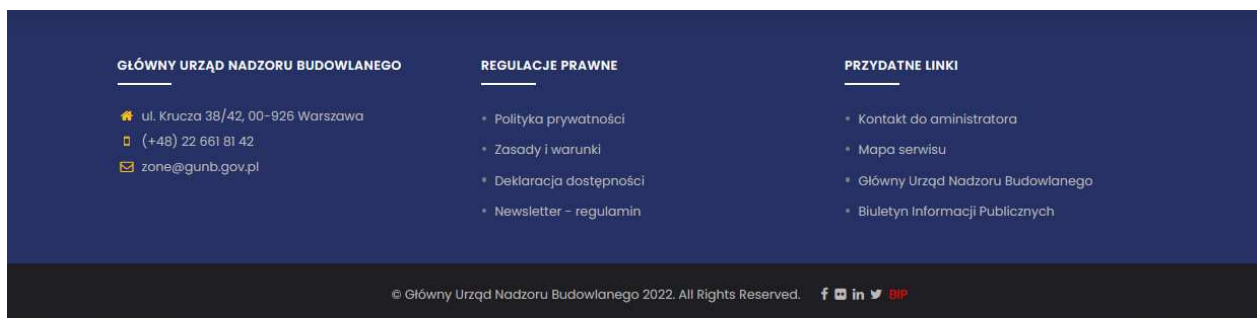 GŁÓWNY URZĄD NADZORU BUDOWLANEGO
ul. Krucza 38/42, 00-926 Warszawa
(+48) 22 661 81 42
zone@gunb.gov.pl
REGULACJE PRAWNE
Polityka prywatności
Zasady i warunki
Deklaracja dostępności
Newsletter - regulamin
PRZYDATNE LINKI
Kontakt do aministratora
Mapa serwisu
Główny Urząd Nadzoru Budowlanego
Biuletyn Informacji Publicznych
© Główny Urząd Nadzoru Budowlanego 2022. All Rights Reserved. BIP